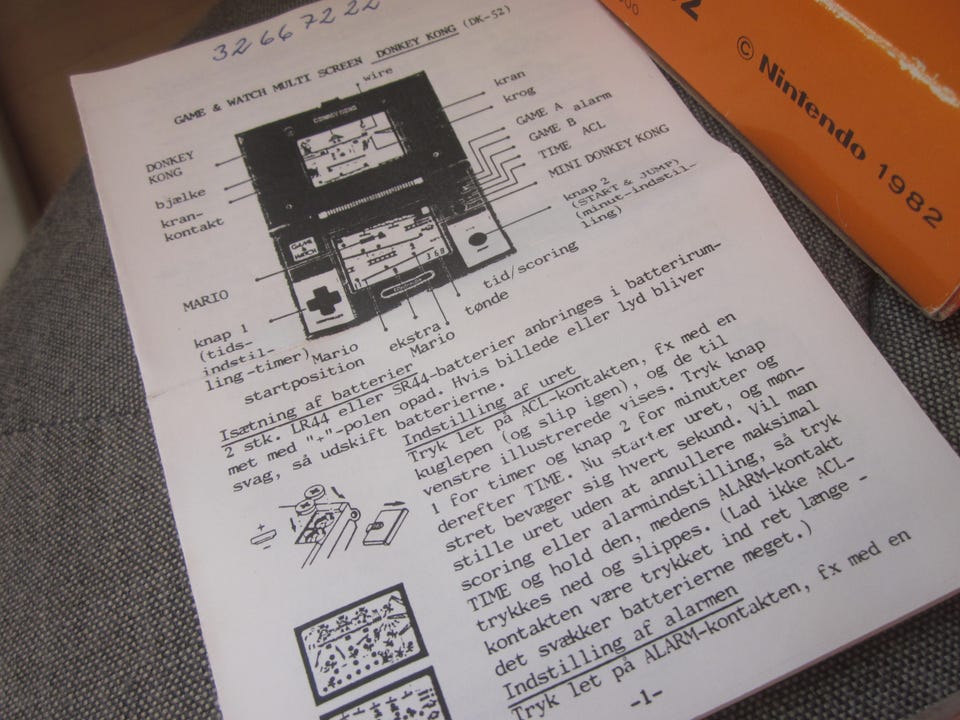 32667222
GAME & WATCH MULTI SCREEN DONKEY KONG (DK-52)
wire
DONKEY KONG
kran
krog
GAME A alarm
GAME B
TIME ACL
MINI DONKEY KONG
DONKEY
KONG
bjælke
kran-
kontakt
knap 2
(START & JUMP)
(minut-indstil-
ling)
GAME
&
WATCH
MARIO
tid/scoring
tønde
knap 1
(tids-
indstil-
ling-timer)
Mario
startposition
ekstra
Mario
Isætning af batterier
2 stk. LR44 eller SR44-batterier anbringes i batterirum-
met med "+"-polen opad. Hvis billede eller lyd bliver
svag, så udskift batterierne.
Indstilling af uret
Tryk let på ACL-kontakten, fx med en
kuglepen (og slip igen), og de til
venstre illustrerede vises. Tryk knap
1 for timer og knap 2 for minutter og
derefter TIME. Nu starter uret, og møn-
stret bevæger sig hvert sekund. Vil man
stille uret uden at annullere maksimal
scoring eller alarmindstilling, så tryk
TIME og hold den, medens ALARM-kontakt
trykkes ned og slippes. (Lad ikke ACL-
kontakten være trykket ind ret længe -
det svækker batterierne meget.)
Indstilling af alarmen
Tryk let på ALARM-kontakten, fx med en
-1-
© Nintendo 1982